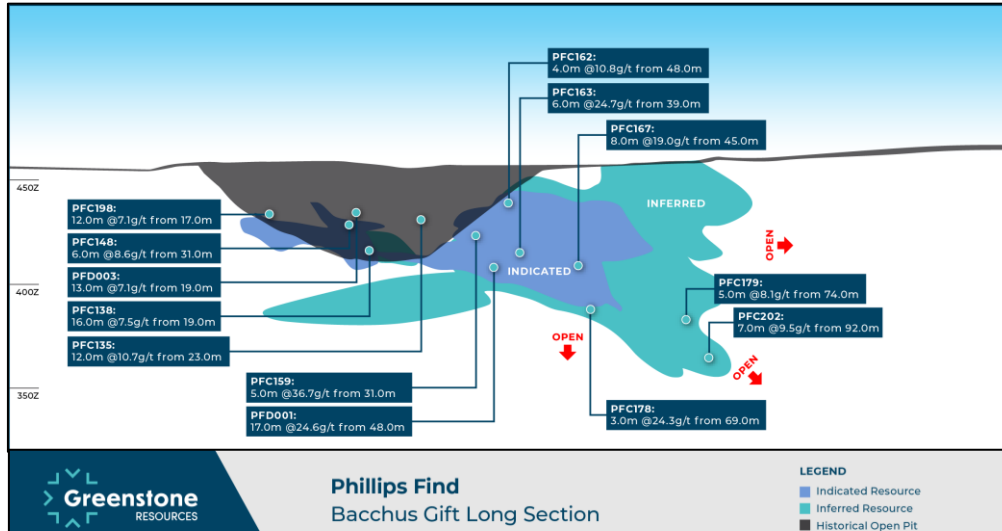 PFC162:
4.0m @10.8g/t from 48.0m
PFC163:
6.0m @24.7g/t from 39.0m
PFC167:
8.0m @19.0g/t from 45.0m
450Z
PFC198:
12.0m @7.1g/t from 17.0m
PFC148:
6.0m @8.6g/t from 31.0m
PFD003:
13.0m @7.1g/t from 19.0m
PFC138:
16.0m @7.5g/t from 19.0m
PFC135:
12.0m @10.7g/t from 23.0m
400Z
350Z
INFERRED
INDICATED
OPEN
PFC179:
5.0m @8.1g/t from 74.0m
PFC202:
7.0m @9.5g/t from 92.0m
OPEN
OPEN
PFC159:
5.0m @36.7g/t from 31.0m
PFD001:
17.0m @24.6g/t from 48.0m
PFC178:
3.0m @24.3g/t from 69.0m
Greenstone
RESOURCES
Phillips Find
Bacchus Gift Long Section
LEGEND
Indicated Resource
Inferred Resource
Historical Open Pit